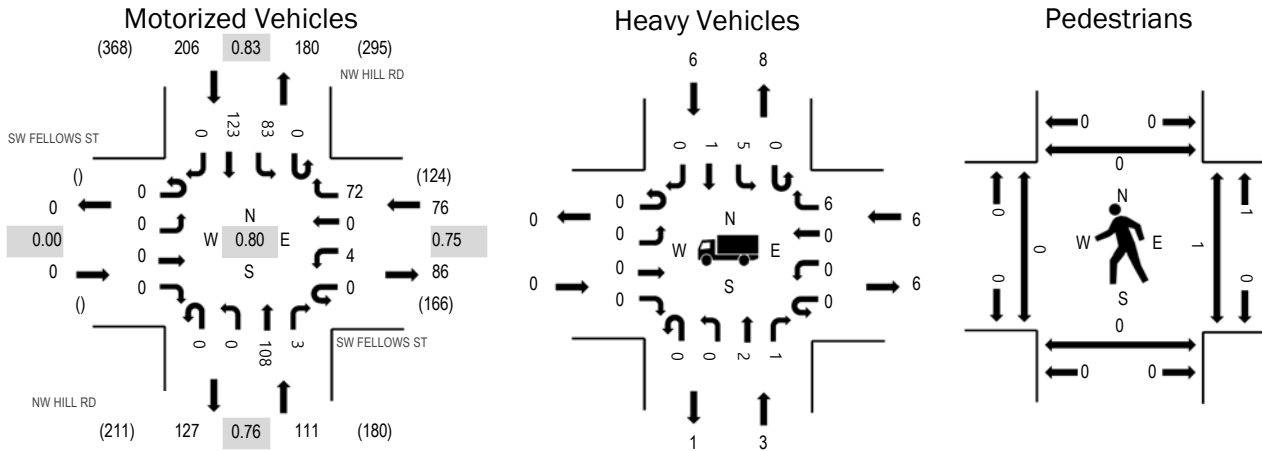 Motorized Vehicles
(368) 206 0.83 180 (295)
NW HILL RD
SW FELLOWS ST
0 123 83 0
() 0 0.00 0 ()
0 0 0 0
N
W 0.80 E
S
72 0 4 0
(124) 76 0.75 86 (166)
0 0 108 3
SW FELLOWS ST
NW HILL RD
(211) 127 0.76 111 (180)
Heavy Vehicles
6 8
0 1 5 0
0 0
0 0 0 0
N
W E
S
6 0 0 0
6 6
0 0 2 1
1 3
Pedestrians
0 0
0
0 0
0
N
W E
S
1
1 0
0
0 0